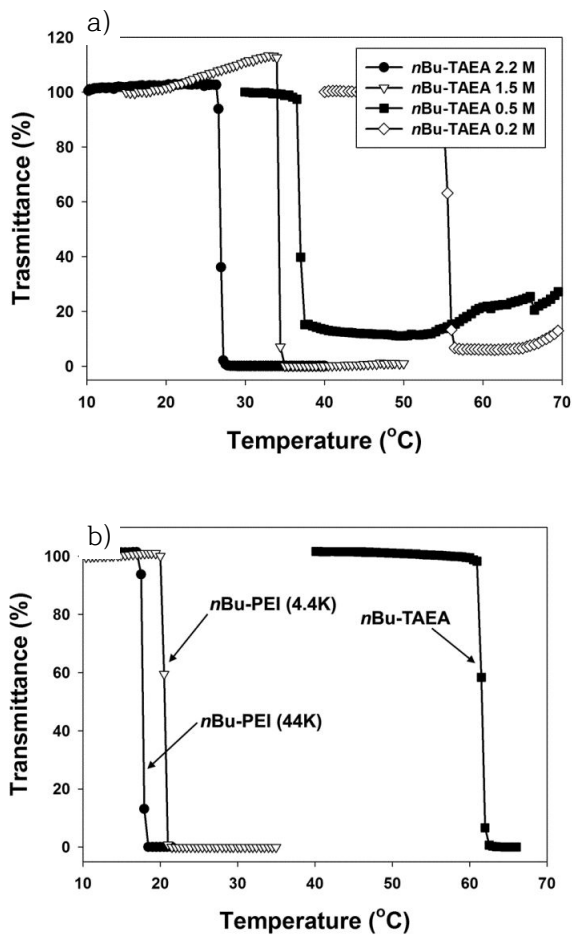 a)
120
100
80
60
40
20
0
Trasmittance (%)
nBu-TAEA 2.2 M
nBu-TAEA 1.5 M
nBu-TAEA 0.5 M
nBu-TAEA 0.2 M
10 20 30 40 50 60 70
Temperature (oC)
b)
100
80
60
40
20
0
Transmittance (%)
nBu-PEI (4.4K)
nBu-TAEA
nBu-PEI (44K)
10 20 30 40 50 60 70
Temperature (oC)